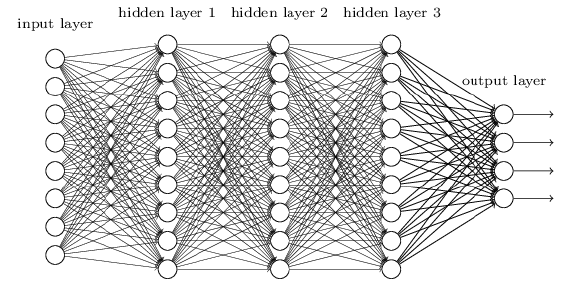 input layer
hidden layer 1
hidden layer 2
hidden layer 3
output layer